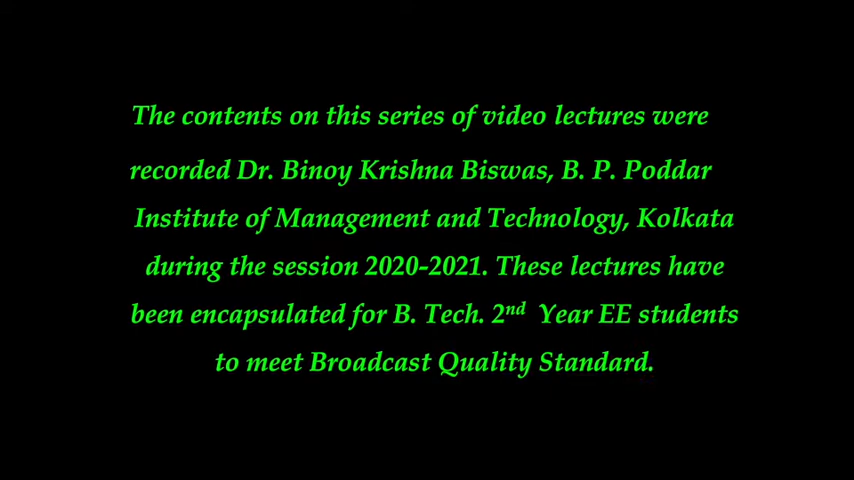 The contents on this series of video lectures were
recorded Dr. Binoy Krishna Biswas, B. P. Poddar
Institute of Management and Technology, Kolkata
during the session 2020-2021. These lectures have
been encapsulated for B. Tech. 2nd Year EE students
to meet Broadcast Quality Standard.